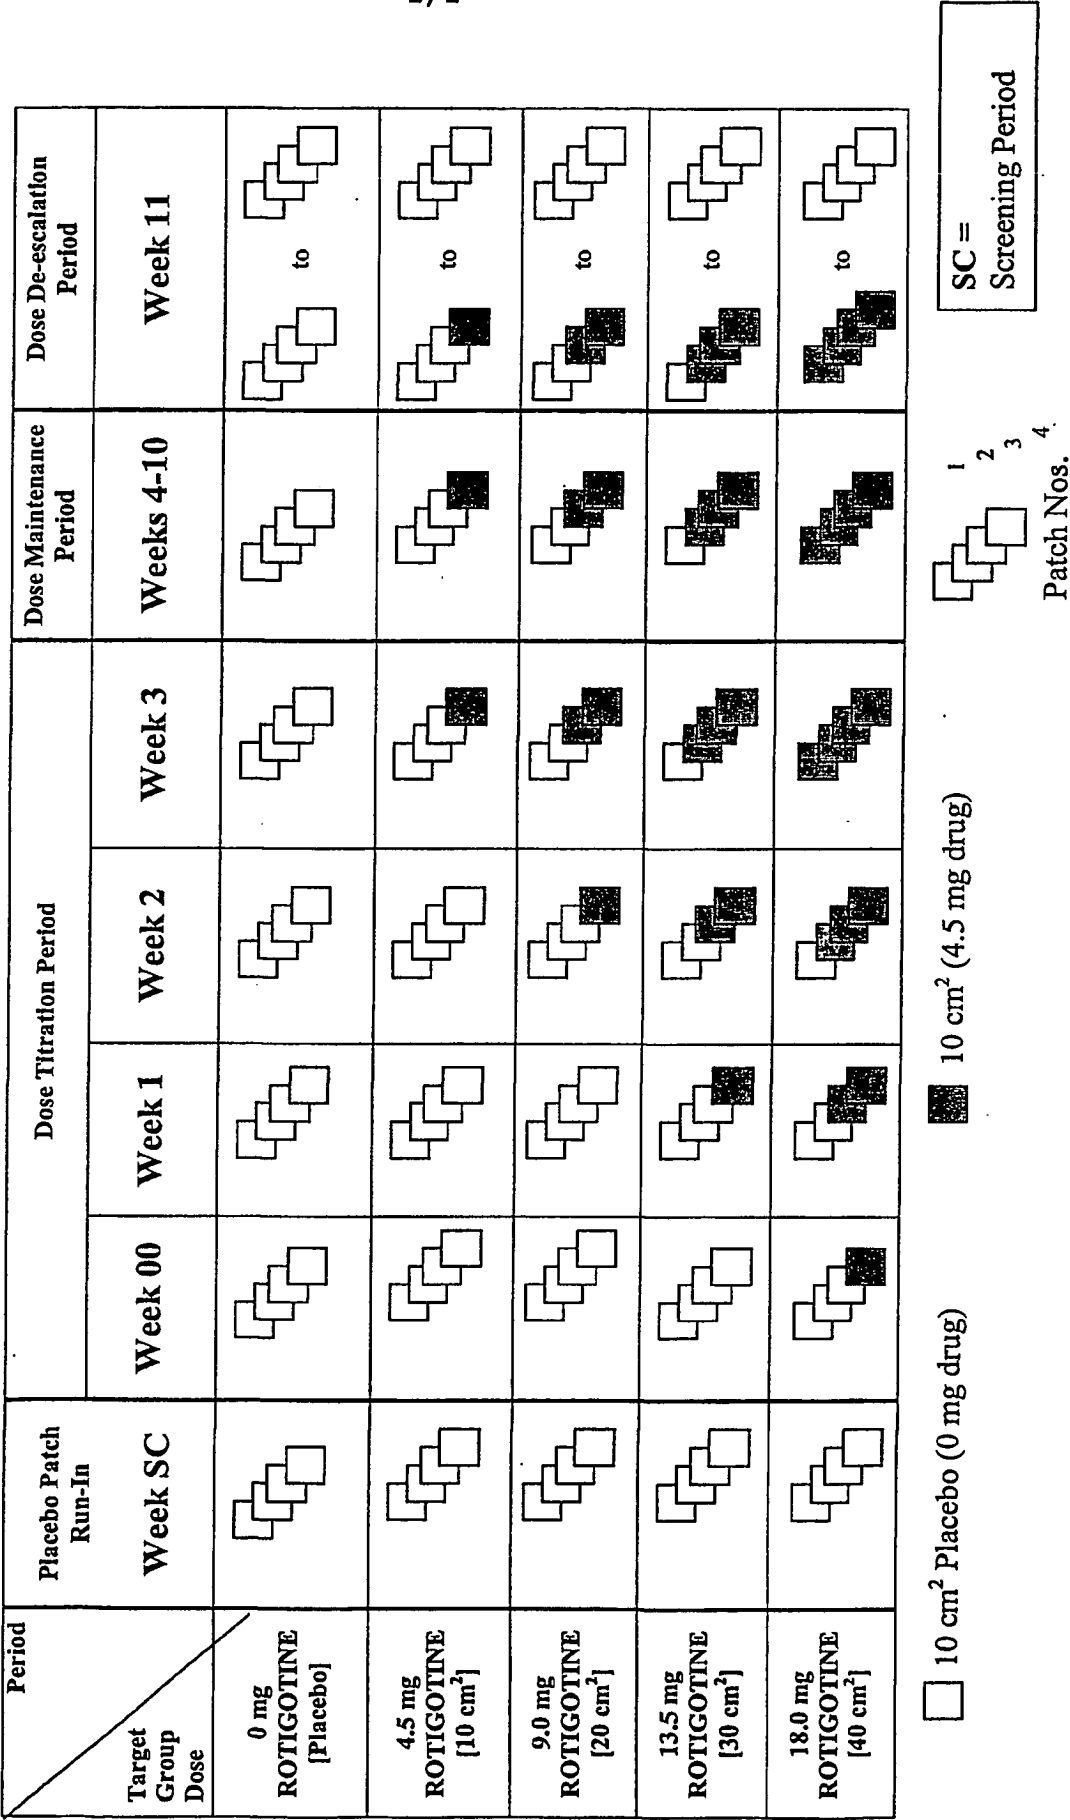 Period
Target
Group
Dose
Placebo Patch
Run-In
Dose Titration Period
Dose Maintenance
Period
Dose De-escalation
Period
Week SC
Week 00
Week 1
Week 2
Week 3
Weeks 4-10
Week 11
0 mg
ROTIGOTINE
[Placebo]
to
4.5 mg
ROTIGOTINE
[10 cm²]
to
9.0 mg
ROTIGOTINE
[20 cm²]
to
13.5 mg
ROTIGOTINE
[30 cm²]
to
18.0 mg
ROTIGOTINE
[40 cm²]
to
10 cm² Placebo (0 mg drug)
10 cm² (4.5 mg drug)
1
2
3
4
Patch Nos.
SC =
Screening Period